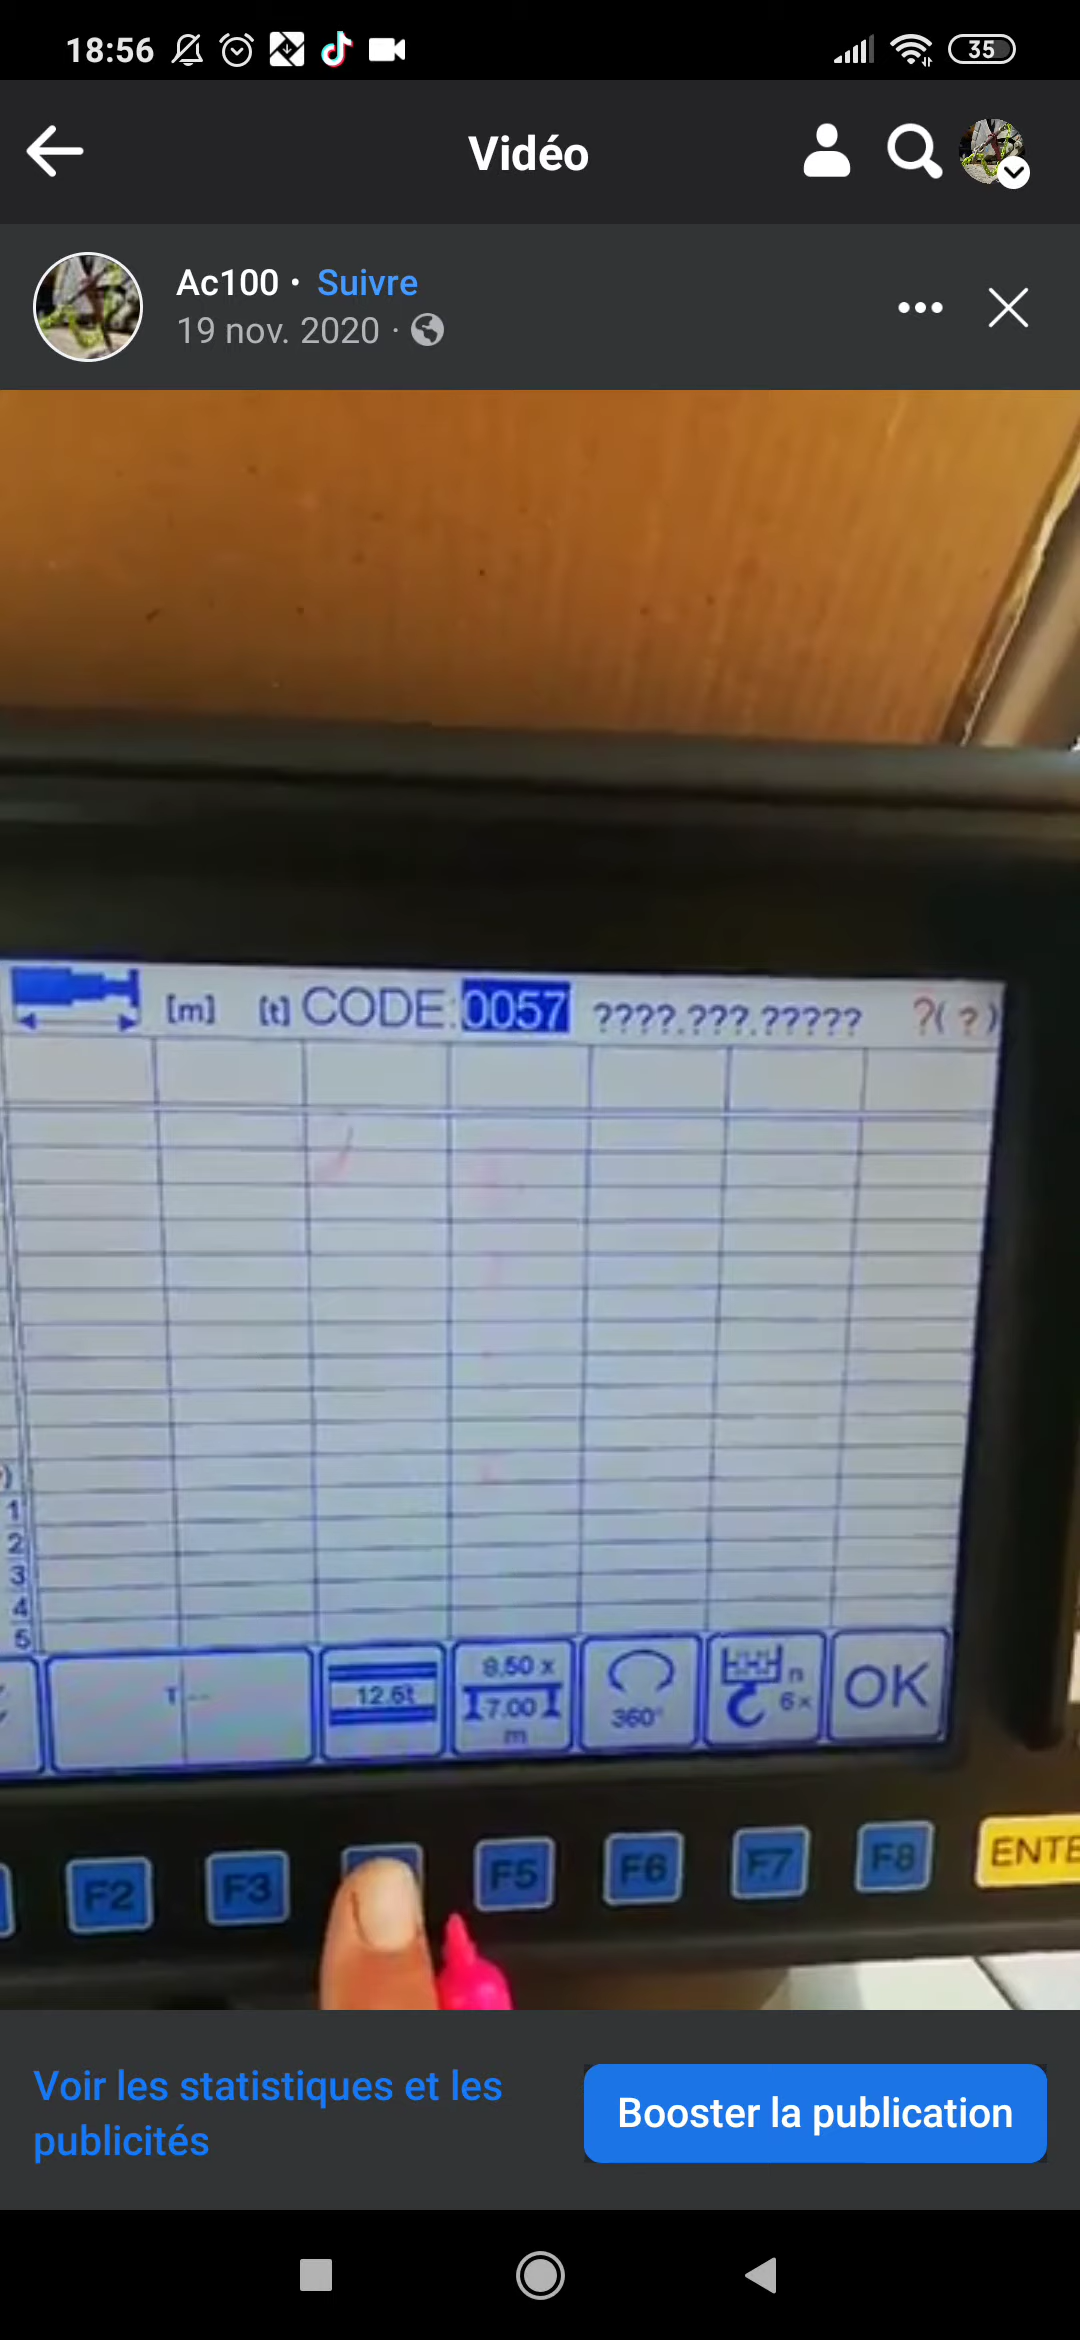 18:56
35
Vidéo
Ac100 • Suivre
19 nov. 2020 ·
[m] [t] CODE: 0057 ????.???.????? ?( ? )
1
2
3
4
5
T --
12.6t
8.50 x
7.00
m
360°
n
6x
OK
F2 F3 F5 F6 F7 F8 ENTE
Voir les statistiques et les
publicités
Booster la publication